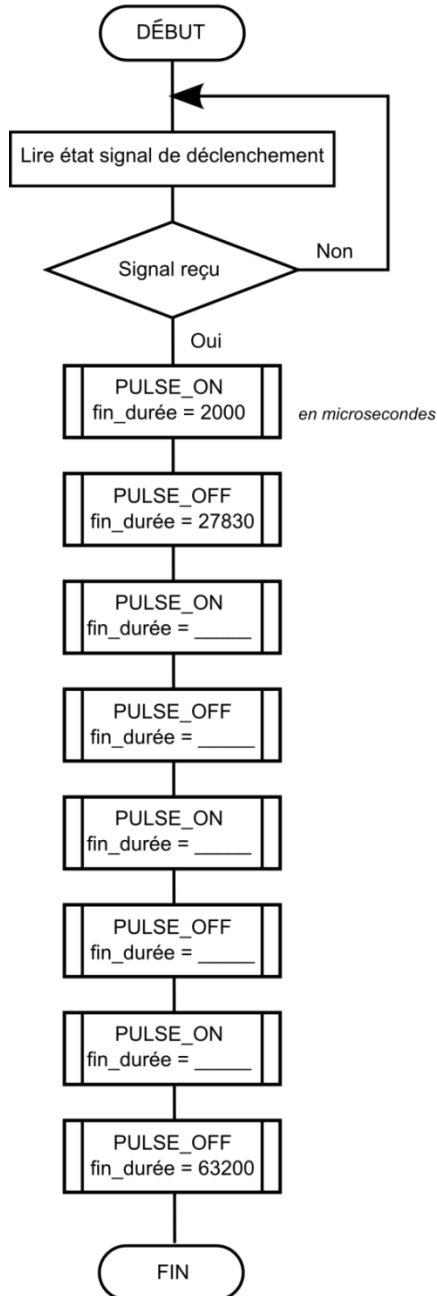 DÉBUT
Lire état signal de déclenchement
Signal reçu
Non
Oui
PULSE_ON
fin_durée = 2000
en microsecondes
PULSE_OFF
fin_durée = 27830
PULSE_ON
fin_durée = _____
PULSE_OFF
fin_durée = _____
PULSE_ON
fin_durée = _____
PULSE_OFF
fin_durée = _____
PULSE_ON
fin_durée = _____
PULSE_OFF
fin_durée = 63200
FIN